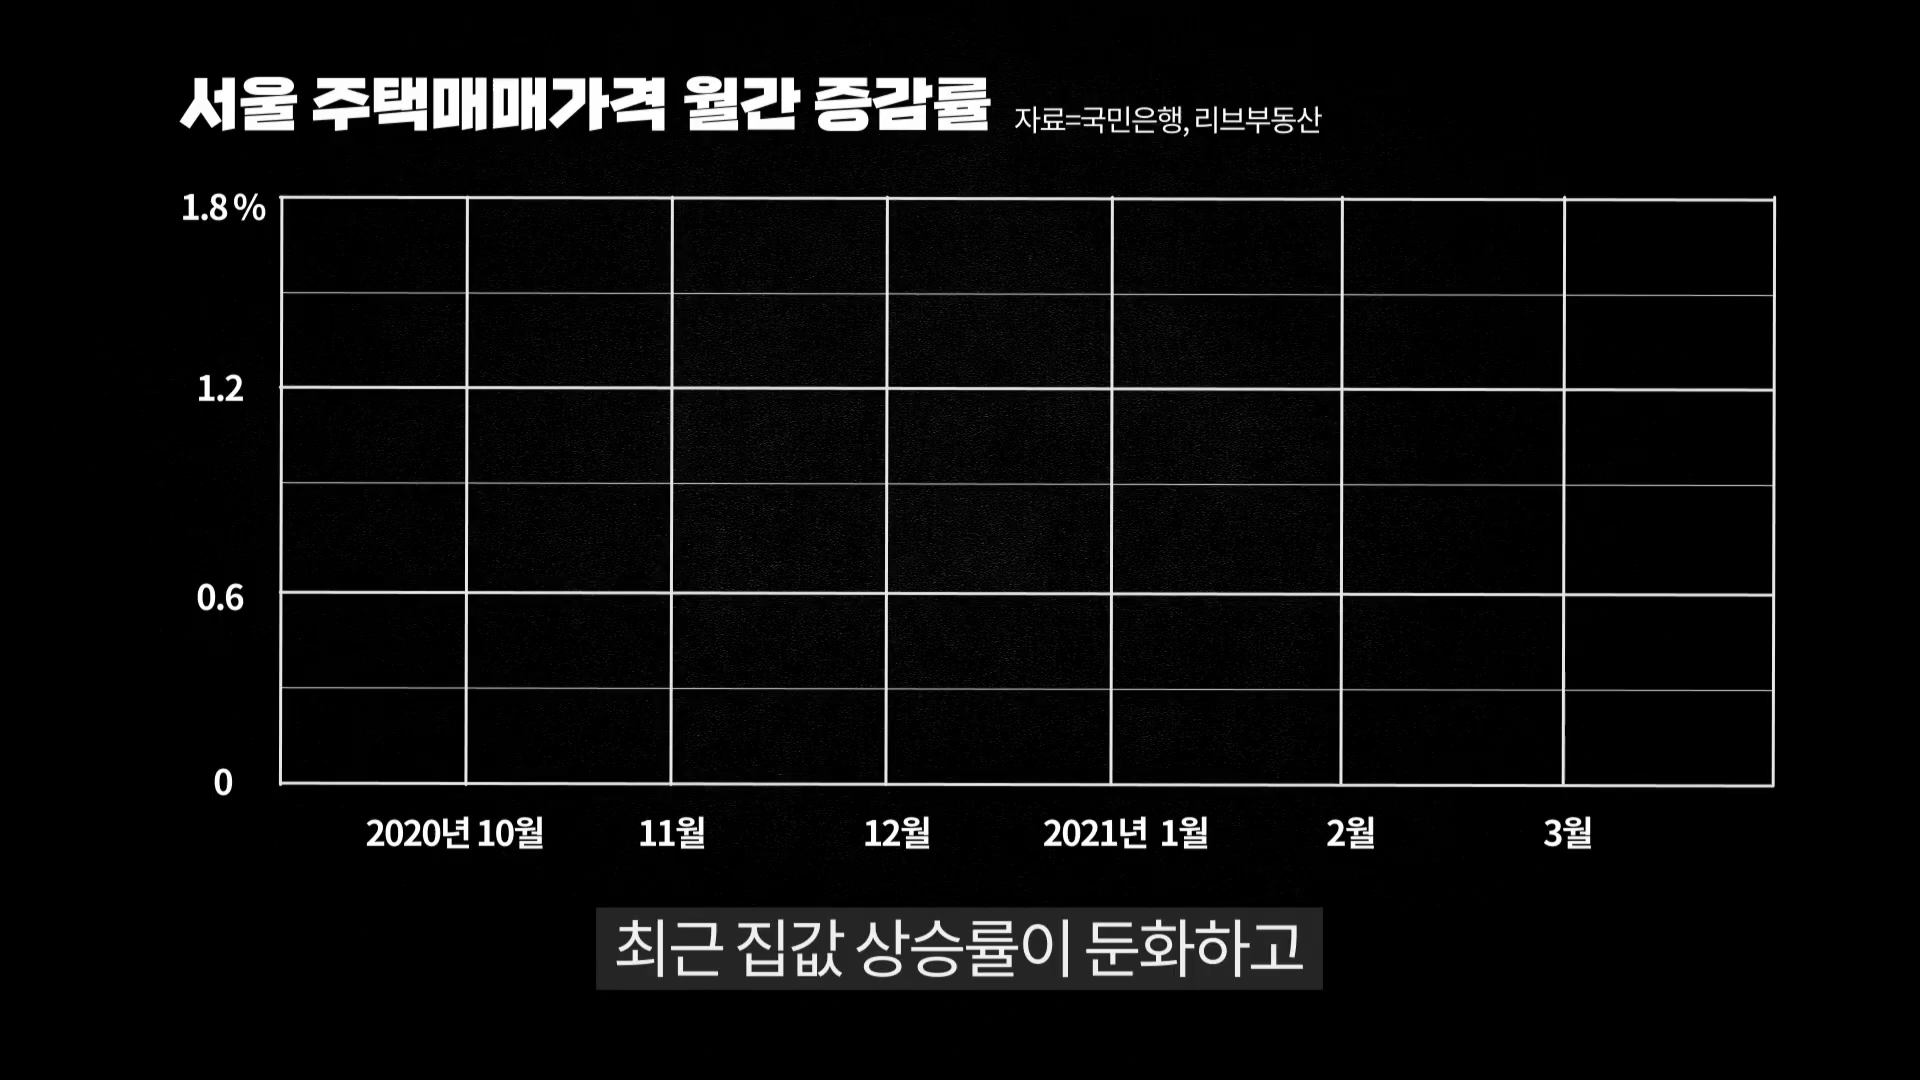 서울 주택매매가격 월간 증감률 자료=국민은행, 리브부동산
1.8%
1.2
0.6
0
2020년 10월 11월 12월 2021년 1월 2월 3월
최근 집값 상승률이 둔화하고